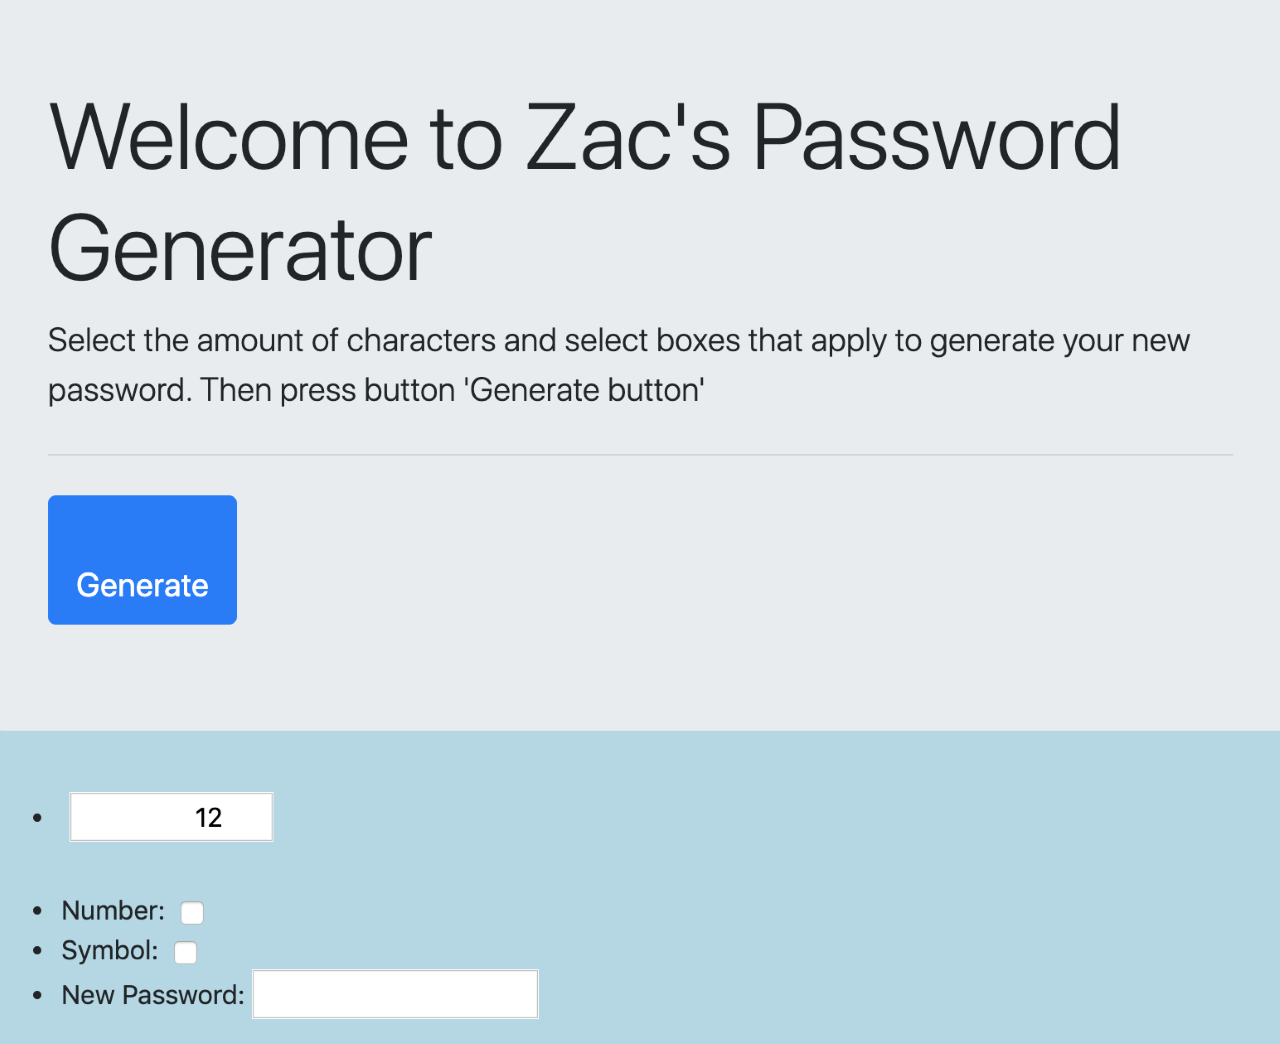 Welcome to Zac's Password
Generator
Select the amount of characters and select boxes that apply to generate your new
password. Then press button 'Generate button'
Generate
12
Number:
Symbol:
New Password: